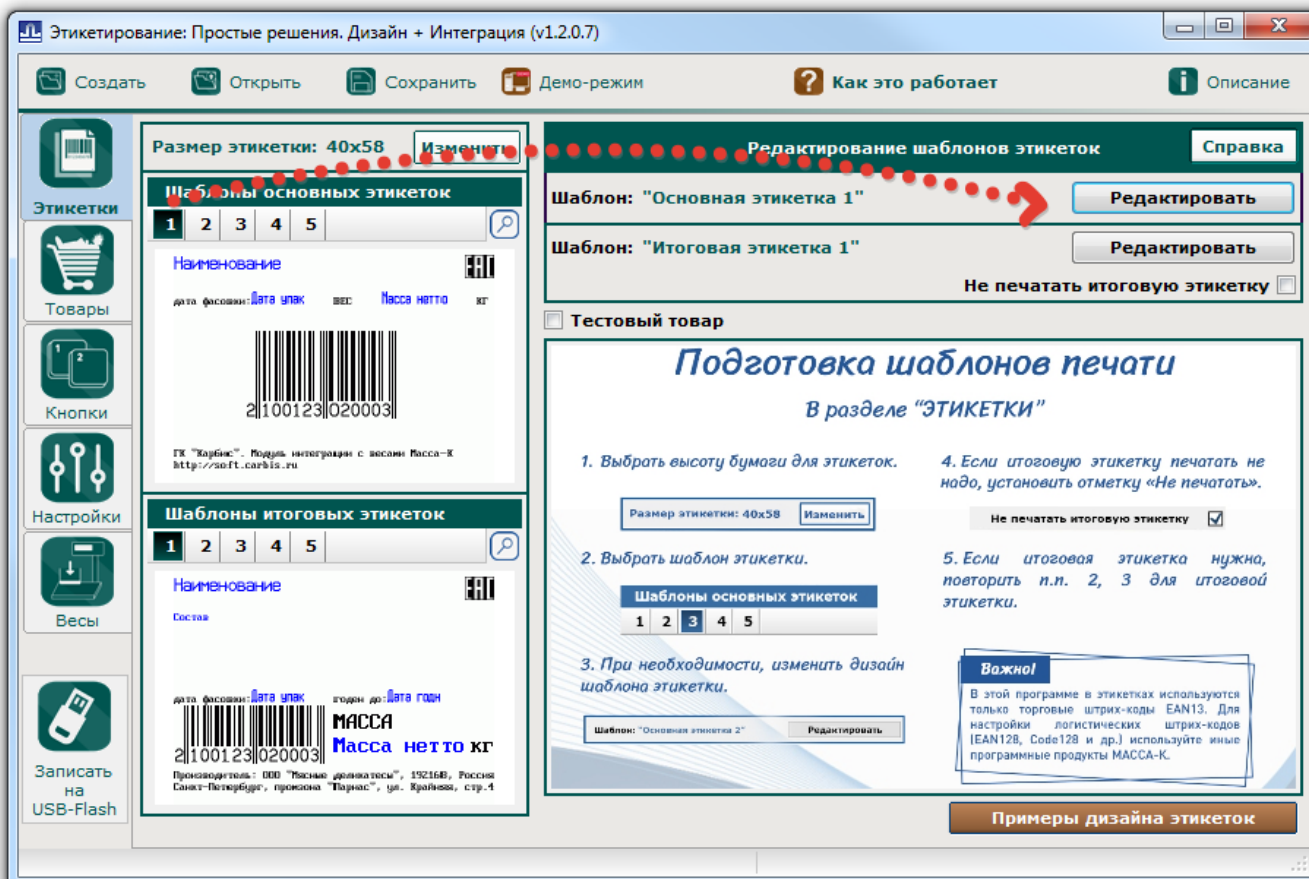 Этикетирование: Простые решения. Дизайн + Интеграция (v1.2.0.7)
Создать Открыть Сохранить Демо-режим Как это работает Описание
Этикетки
Товары
Кнопки
Настройки
Весы
Записать
на
USB-Flash
Размер этикетки: 40x58 Изменить
Шаблоны основных этикеток
1 2 3 4 5
Наименование
дата фасовки: Дата упак ВЕС Масса нетто кг
2 100123 020003
ГК "Карбис". Модуль интеграции с весами Масса-К
http://soft.carbis.ru
Шаблоны итоговых этикеток
1 2 3 4 5
Наименование
Состав
дата фасовки: Дата упак годен до: Дата годн
МАССА
Масса нетто кг
2 100123 020003
Производитель: ООО "Мясные деликатесы", 192168, Россия
Санкт-Петербург, промзона "Парнас", ул. Крайняя, стр.4
Редактирование шаблонов этикеток Справка
Шаблон: "Основная этикетка 1" Редактировать
Шаблон: "Итоговая этикетка 1" Редактировать
Не печатать итоговую этикетку
Тестовый товар
Подготовка шаблонов печати
В разделе “ЭТИКЕТКИ”
1. Выбрать высоту бумаги для этикеток.
Размер этикетки: 40x58 Изменить
2. Выбрать шаблон этикетки.
Шаблоны основных этикеток
1 2 3 4 5
3. При необходимости, изменить дизайн
шаблона этикетки.
Шаблон: "Основная этикетка 2" Редактировать
4. Если итоговую этикетку печатать не
надо, установить отметку «Не печатать».
Не печатать итоговую этикетку
5. Если итоговая этикетка нужна,
повторить п.п. 2, 3 для итоговой
этикетки.
Важно!
В этой программе в этикетках используются
только торговые штрих-коды EAN13. Для
настройки логистических штрих-кодов
(EAN128, Code128 и др.) используйте иные
программные продукты МАССА-К.
Примеры дизайна этикеток